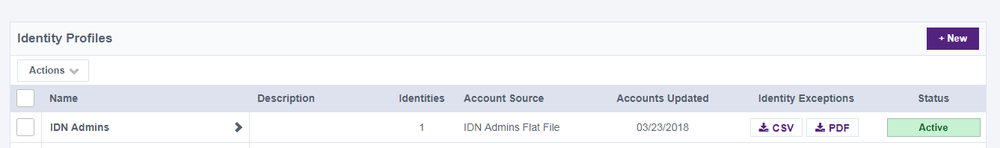 Identity Profiles
+ New
Actions
Name Description Identities Account Source Accounts Updated Identity Exceptions Status
IDN Admins 1 IDN Admins Flat File 03/23/2018 CSV PDF Active